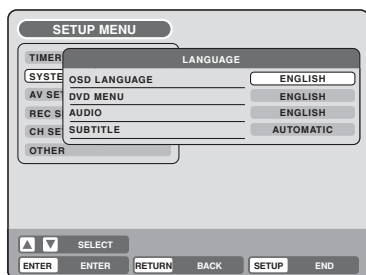 SETUP MENU
TIMER
LANGUAGE
SYSTE
OSD LANGUAGE ENGLISH
AV SET
DVD MENU ENGLISH
REC S
AUDIO ENGLISH
CH SE
SUBTITLE AUTOMATIC
OTHER
SELECT
ENTER ENTER RETURN BACK SETUP END